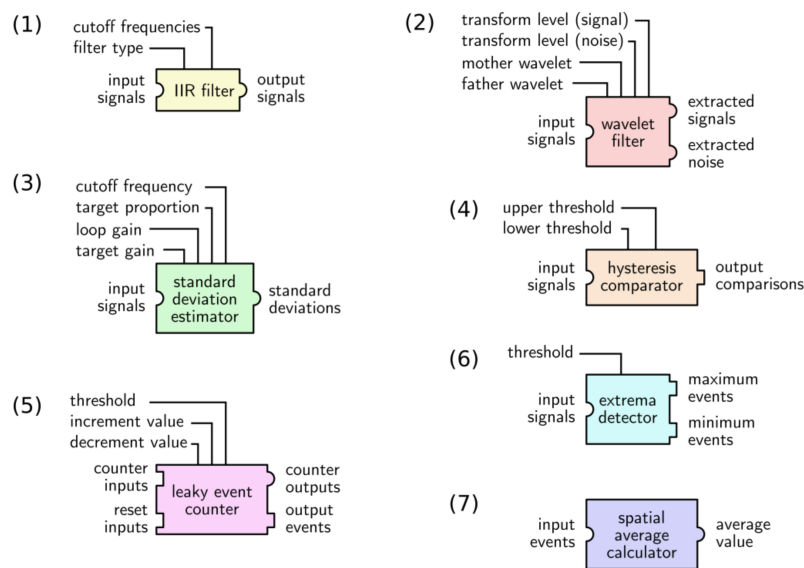 (1)
cutoff frequencies
filter type
input
signals
IIR filter
output
signals
(2)
transform level (signal)
transform level (noise)
mother wavelet
father wavelet
input
signals
wavelet
filter
extracted
signals
extracted
noise
(3)
cutoff frequency
target proportion
loop gain
target gain
input
signals
standard
deviation
estimator
standard
deviations
(4)
upper threshold
lower threshold
input
signals
hysteresis
comparator
output
comparisons
(5)
threshold
increment value
decrement value
counter
inputs
reset
inputs
leaky event
counter
counter
outputs
output
events
(6)
threshold
input
signals
extrema
detector
maximum
events
minimum
events
(7)
input
events
spatial
average
calculator
average
value